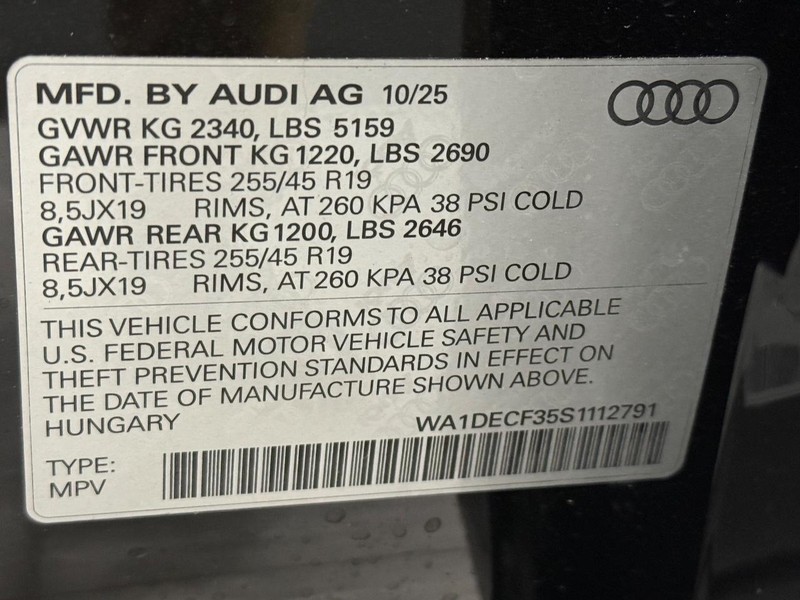 MFD. BY AUDI AG 10/25
GVWR KG 2340, LBS 5159
GAWR FRONT KG 1220, LBS 2690
FRONT-TIRES 255/45 R19
8,5JX19 RIMS, AT 260 KPA 38 PSI COLD
GAWR REAR KG 1200, LBS 2646
REAR-TIRES 255/45 R19
8,5JX19 RIMS, AT 260 KPA 38 PSI COLD
THIS VEHICLE CONFORMS TO ALL APPLICABLE
U.S. FEDERAL MOTOR VEHICLE SAFETY AND
THEFT PREVENTION STANDARDS IN EFFECT ON
THE DATE OF MANUFACTURE SHOWN ABOVE.
HUNGARY WA1DECF35S1112791
TYPE:
MPV